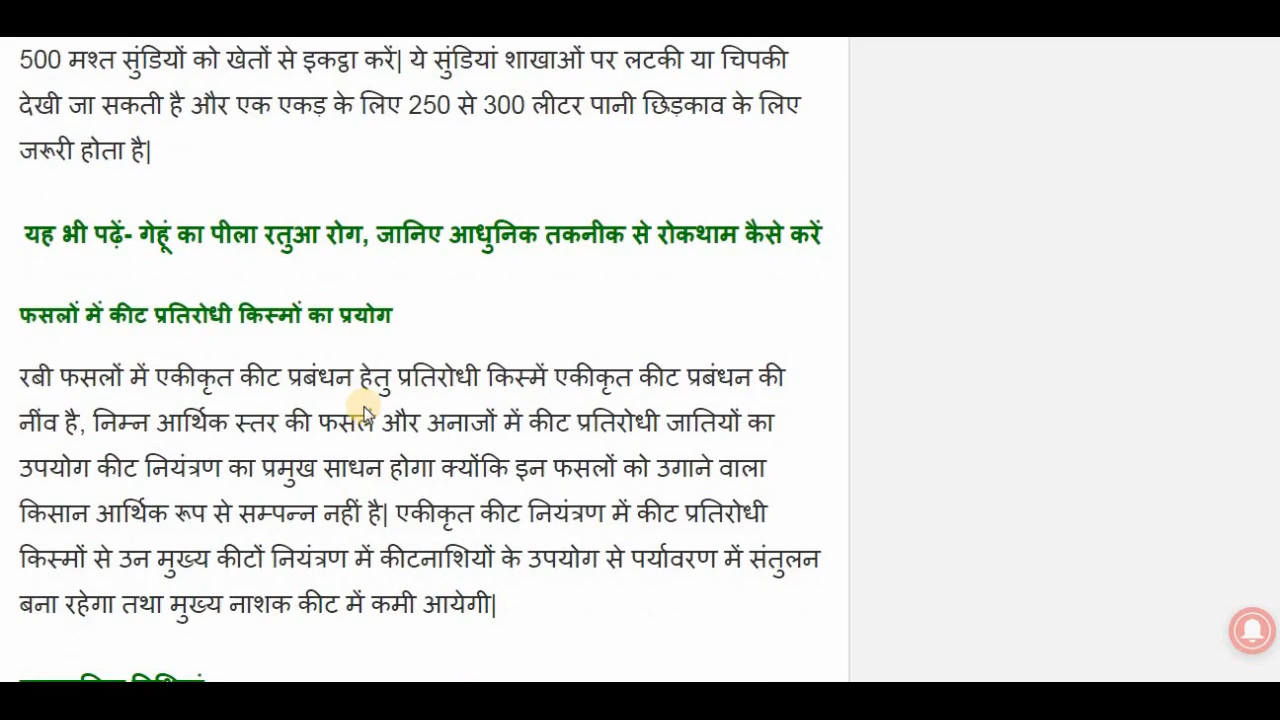 500 मश्त सुंडियों को खेतों से इकट्ठा करें| ये सुंडियां शाखाओं पर लटकी या चिपकी
देखी जा सकती है और एक एकड़ के लिए 250 से 300 लीटर पानी छिड़काव के लिए
जरूरी होता है|
यह भी पढ़ें- गेहूं का पीला रतुआ रोग, जानिए आधुनिक तकनीक से रोकथाम कैसे करें
फसलों में कीट प्रतिरोधी किस्मों का प्रयोग
रबी फसलों में एकीकृत कीट प्रबंधन हेतु प्रतिरोधी किस्में एकीकृत कीट प्रबंधन की
नींव है, निम्न आर्थिक स्तर की फसल और अनाजों में कीट प्रतिरोधी जातियों का
उपयोग कीट नियंत्रण का प्रमुख साधन होगा क्योंकि इन फसलों को उगाने वाला
किसान आर्थिक रूप से सम्पन्न नहीं है| एकीकृत कीट नियंत्रण में कीट प्रतिरोधी
किस्मों से उन मुख्य कीटों नियंत्रण में कीटनाशियों के उपयोग से पर्यावरण में संतुलन
बना रहेगा तथा मुख्य नाशक कीट में कमी आयेगी|